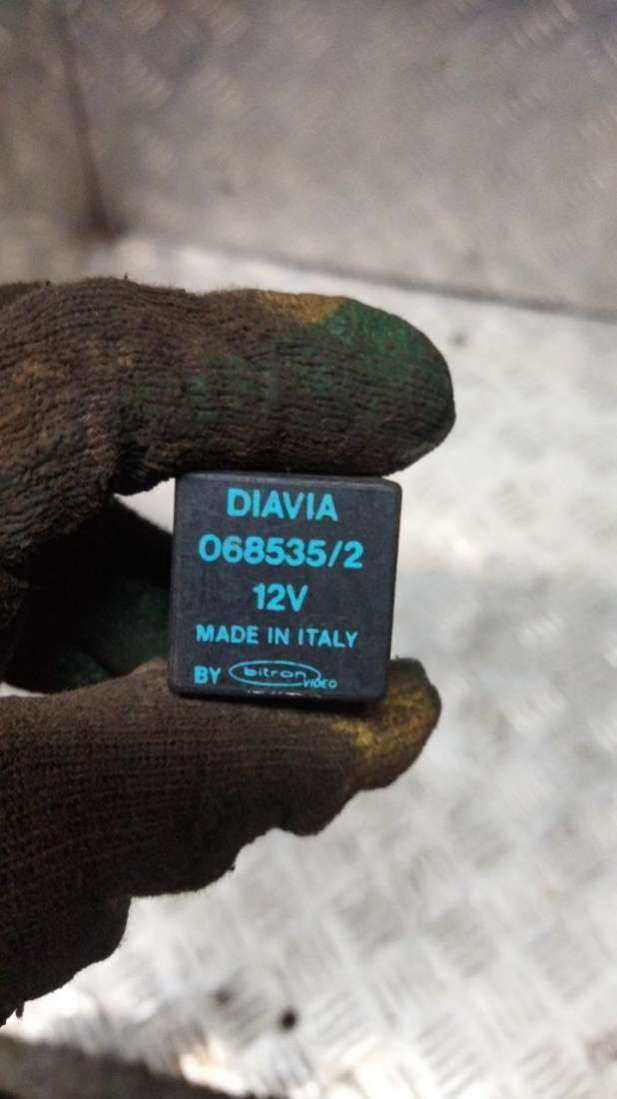 DIAVIA
068535/2
12V
MADE IN ITALY
BY bitron VIDEO